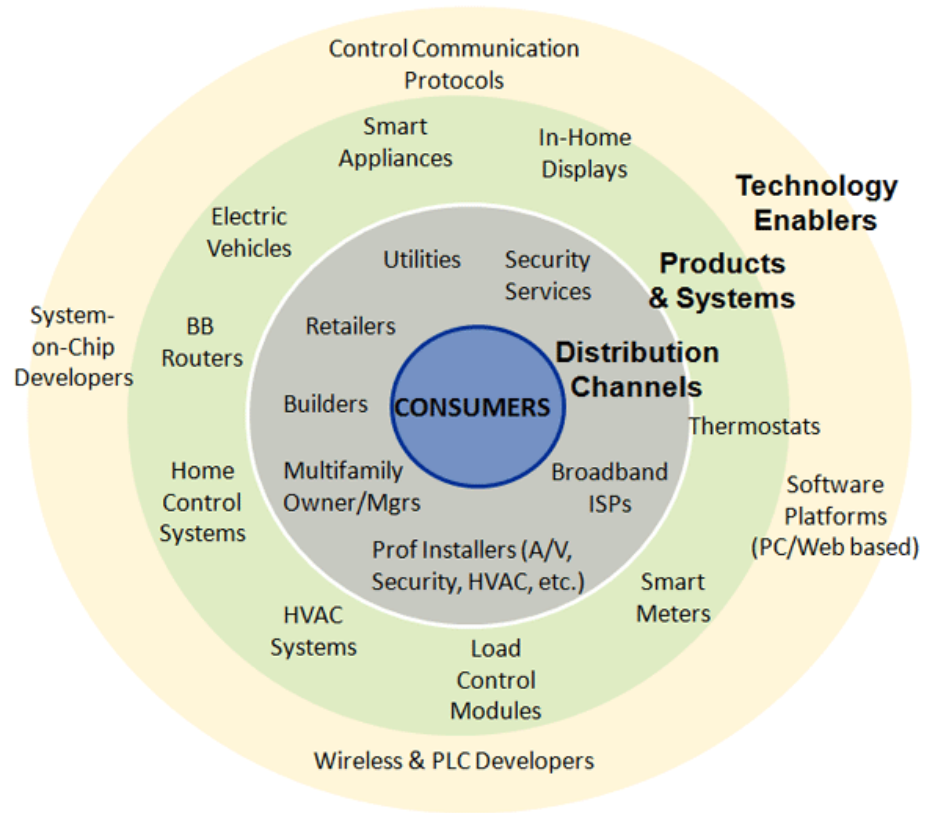 Control Communication
Protocols
Smart
Appliances
In-Home
Displays
Technology
Enablers
Electric
Vehicles
Utilities
Security
Services
Products
& Systems
System-
on-Chip
Developers
BB
Routers
Retailers
Distribution
Channels
Builders
CONSUMERS
Thermostats
Home
Control
Systems
Multifamily
Owner/Mgrs
Broadband
ISPs
Software
Platforms
(PC/Web based)
Prof Installers (A/V,
Security, HVAC, etc.)
Smart
Meters
HVAC
Systems
Load
Control
Modules
Wireless & PLC Developers